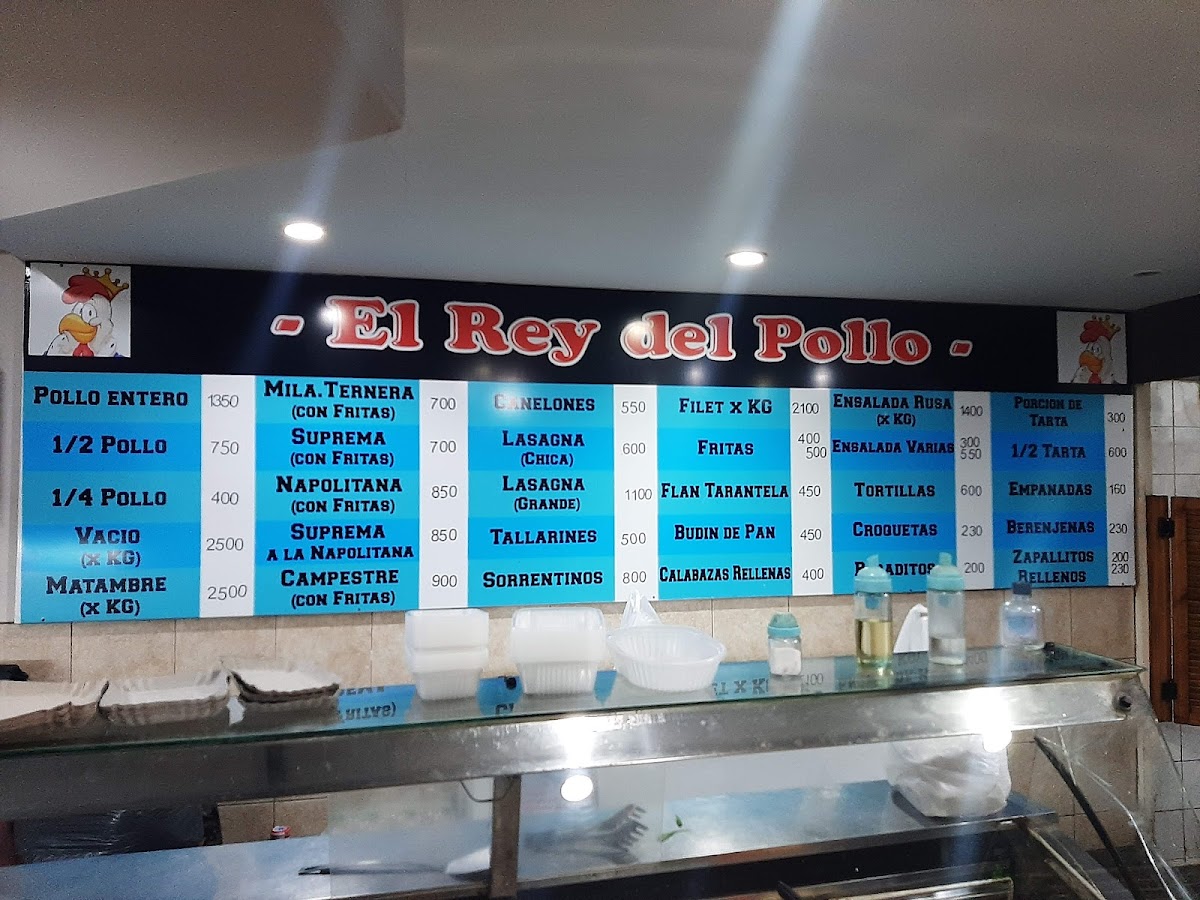 - El Rey del Pollo -
POLLO ENTERO 1350
1/2 POLLO 750
1/4 POLLO 400
VACIO
(X KG) 2500
MATAMBRE
(X KG) 2500
MILA.TERNERA
(CON FRITAS) 700
SUPREMA
(CON FRITAS) 700
NAPOLITANA
(CON FRITAS) 850
SUPREMA
A LA NAPOLITANA 850
CAMPESTRE
(CON FRITAS) 900
CANELONES 550
LASAGNA
(CHICA) 600
LASAGNA
(GRANDE) 1100
TALLARINES 500
SORRENTINOS 800
FILET X KG 2100
FRITAS 400
500
FLAN TARANTELA 450
BUDIN DE PAN 450
CALABAZAS RELLENAS 400
ENSALADA RUSA
(X KG) 1400
ENSALADA VARIAS 300
550
TORTILLAS 600
CROQUETAS 230
200
PORCION DE
TARTA 300
1/2 TARTA 600
EMPANADAS 160
BERENJENAS 230
ZAPALLITOS
RELLENOS 200
230